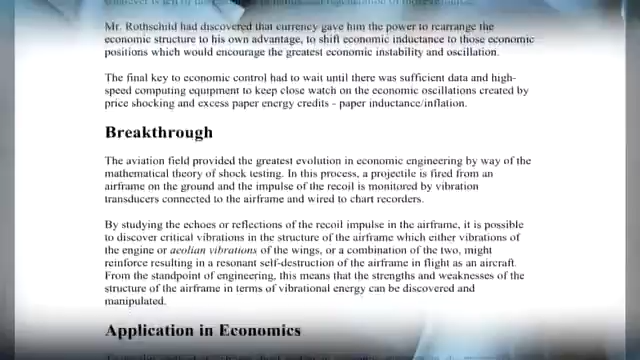 Mr. Rothschild had discovered that currency gave him the power to rearrange the
economic structure to his own advantage, to shift economic inductance to those economic
positions which would encourage the greatest economic instability and oscillation.
The final key to economic control had to wait until there was sufficient data and high-
speed computing equipment to keep close watch on the economic oscillations created by
price shocking and excess paper energy credits - paper inductance/inflation.
Breakthrough
The aviation field provided the greatest evolution in economic engineering by way of the
mathematical theory of shock testing. In this process, a projectile is fired from an
airframe on the ground and the impulse of the recoil is monitored by vibration
transducers connected to the airframe and wired to chart recorders.
By studying the echoes or reflections of the recoil impulse in the airframe, it is possible
to discover critical vibrations in the structure of the airframe which either vibrations of
the engine or aeolian vibrations of the wings, or a combination of the two, might
reinforce resulting in a resonant self-destruction of the airframe in flight as an aircraft.
From the standpoint of engineering, this means that the strengths and weaknesses of the
structure of the airframe in terms of vibrational energy can be discovered and
manipulated.
Application in Economics